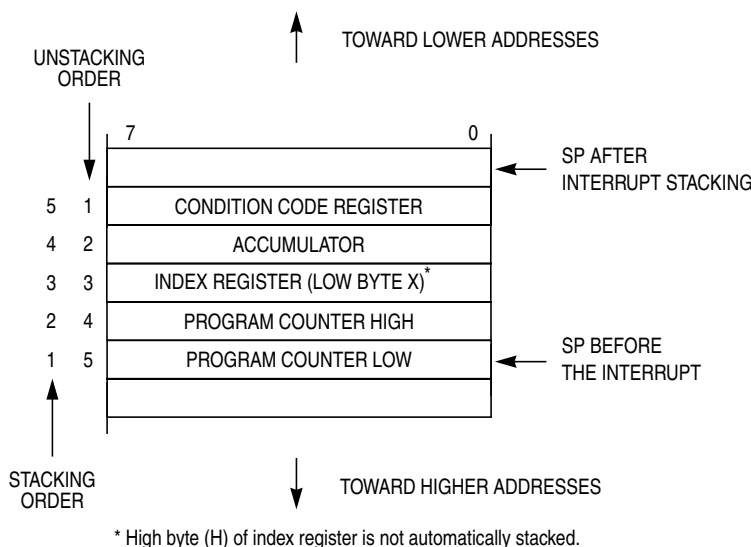 TOWARD LOWER ADDRESSES
UNSTACKING
ORDER
7 0
SP AFTER
INTERRUPT STACKING
5 1 CONDITION CODE REGISTER
4 2 ACCUMULATOR
3 3 INDEX REGISTER (LOW BYTE X)*
2 4 PROGRAM COUNTER HIGH
1 5 PROGRAM COUNTER LOW
SP BEFORE
THE INTERRUPT
STACKING
ORDER
TOWARD HIGHER ADDRESSES
* High byte (H) of index register is not automatically stacked.